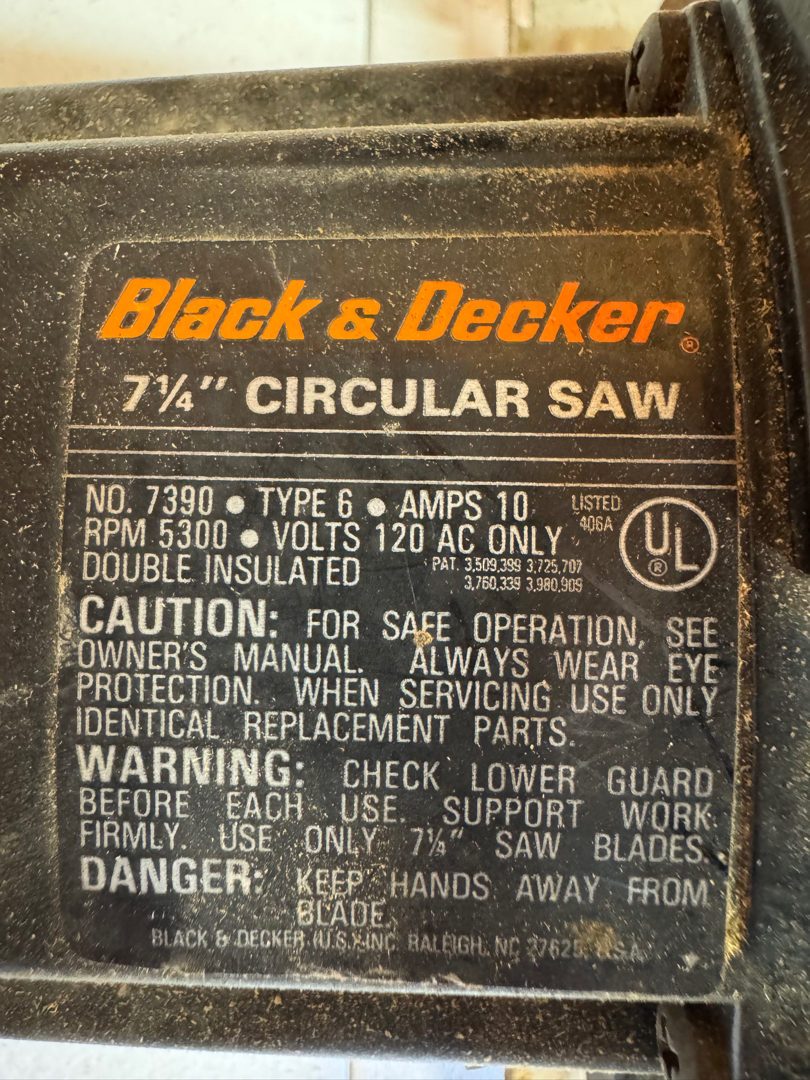 Black & Decker®
7¼" CIRCULAR SAW
NO. 7390 • TYPE 6 • AMPS 10
RPM 5300 • VOLTS 120 AC ONLY
DOUBLE INSULATED
PAT. 3,509,399 3,725,707
3,760,339 3,980,909
LISTED
406A
UL®
CAUTION: FOR SAFE OPERATION, SEE
OWNER'S MANUAL. ALWAYS WEAR EYE
PROTECTION. WHEN SERVICING USE ONLY
IDENTICAL REPLACEMENT PARTS.
WARNING: CHECK LOWER GUARD
BEFORE EACH USE. SUPPORT WORK
FIRMLY. USE ONLY 7¼" SAW BLADES.
DANGER: KEEP HANDS AWAY FROM
BLADE.
BLACK & DECKER (U.S.) INC. RALEIGH, NC 27625, U.S.A.